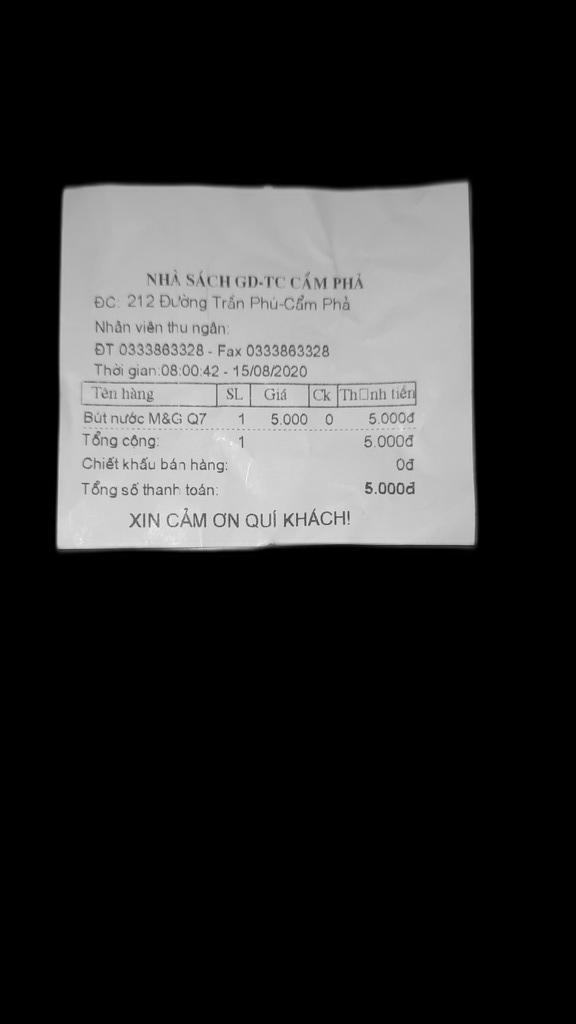 NHÀ SÁCH GD-TC CẨM PHẢ
ĐC: 212 Đường Trần Phú-Cẩm Phả
Nhân viên thu ngân:
ĐT 0333863328 - Fax 0333863328
Thời gian:08:00:42 - 15/08/2020
Tên hàng SL Giá Ck Th□nh tiền
Bút nước M&G Q7 1 5.000 0 5.000đ
Tổng cộng: 1 5.000đ
Chiết khấu bán hàng: 0đ
Tổng số thanh toán: 5.000đ
XIN CẢM ƠN QUÍ KHÁCH!